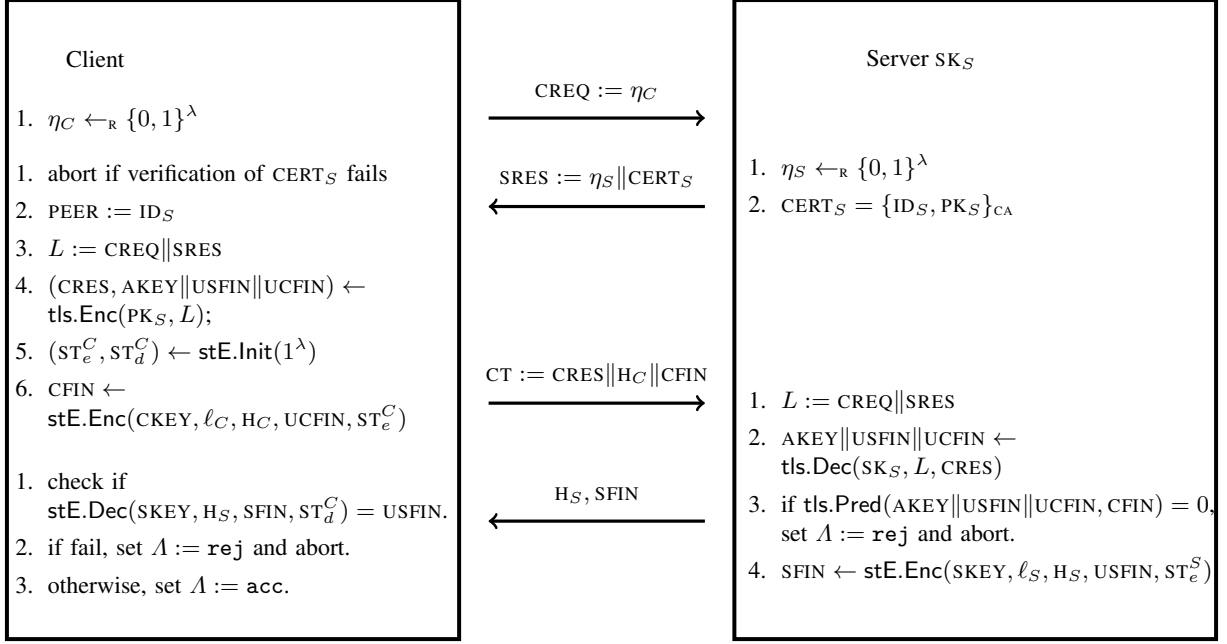 Client
1. η_C ←_R {0, 1}^λ
1. abort if verification of CERT_S fails
2. PEER := ID_S
3. L := CREQ‖SRES
4. (CRES, AKEY‖USFIN‖UCFIN) ←
tls.Enc(PK_S, L);
5. (ST_e^C, ST_d^C) ← stE.Init(1^λ)
6. CFIN ←
stE.Enc(CKEY, ℓ_C, H_C, UCFIN, ST_e^C)
1. check if
stE.Dec(SKEY, H_S, SFIN, ST_d^C) = USFIN.
2. if fail, set Λ := rej and abort.
3. otherwise, set Λ := acc.
CREQ := η_C
SRES := η_S‖CERT_S
CT := CRES‖H_C‖CFIN
H_S, SFIN
Server SK_S
1. η_S ←_R {0, 1}^λ
2. CERT_S = {ID_S, PK_S}_CA
1. L := CREQ‖SRES
2. AKEY‖USFIN‖UCFIN ←
tls.Dec(SK_S, L, CRES)
3. if tls.Pred(AKEY‖USFIN‖UCFIN, CFIN) = 0,
set Λ := rej and abort.
4. SFIN ← stE.Enc(SKEY, ℓ_S, H_S, USFIN, ST_e^S)